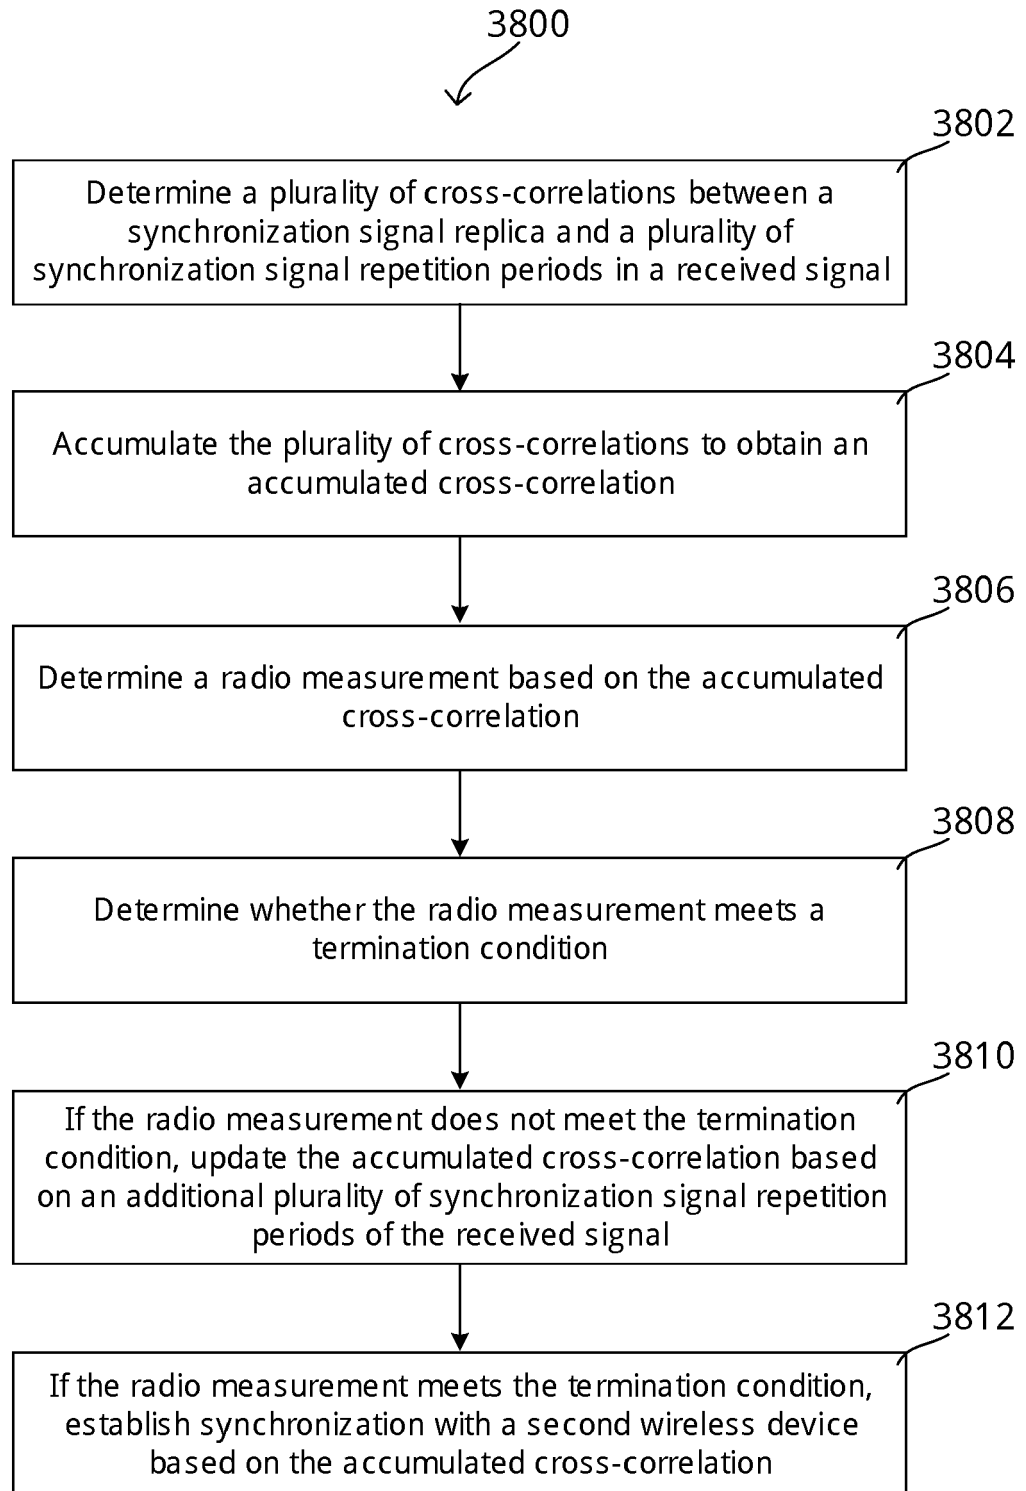 3800
3802
Determine a plurality of cross-correlations between a
synchronization signal replica and a plurality of
synchronization signal repetition periods in a received signal
3804
Accumulate the plurality of cross-correlations to obtain an
accumulated cross-correlation
3806
Determine a radio measurement based on the accumulated
cross-correlation
3808
Determine whether the radio measurement meets a
termination condition
3810
If the radio measurement does not meet the termination
condition, update the accumulated cross-correlation based
on an additional plurality of synchronization signal repetition
periods of the received signal
3812
If the radio measurement meets the termination condition,
establish synchronization with a second wireless device
based on the accumulated cross-correlation